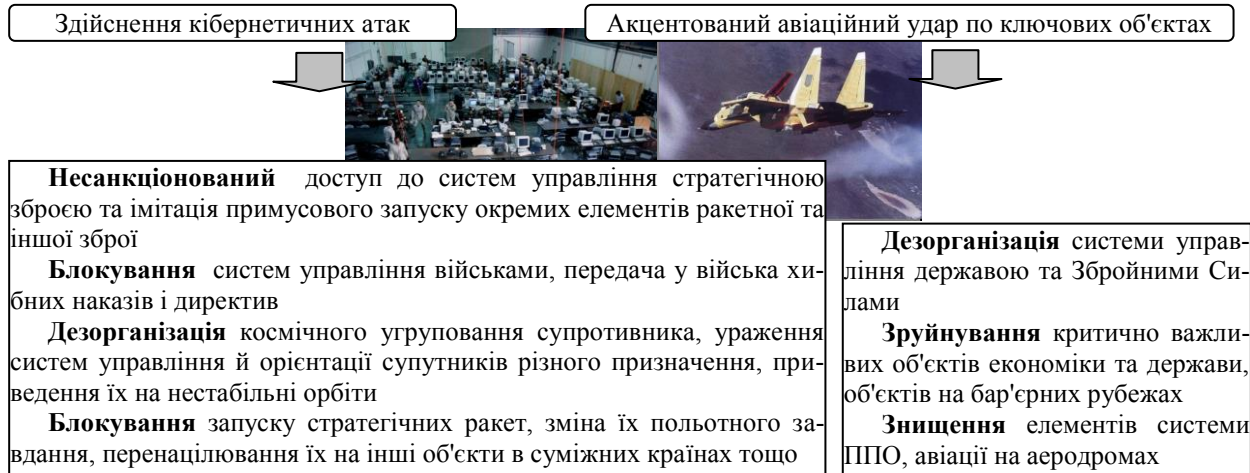 Здійснення кібернетичних атак
Акцентований авіаційний удар по ключових об'єктах
Несанкціонований доступ до систем управління стратегічною
зброєю та імітація примусового запуску окремих елементів ракетної та
іншої зброї
Блокування систем управління військами, передача у війська хи-
бних наказів і директив
Дезорганізація космічного угруповання супротивника, ураження
систем управління й орієнтації супутників різного призначення, при-
ведення їх на нестабільні орбіти
Блокування запуску стратегічних ракет, зміна їх польотного за-
вдання, перенацілювання їх на інші об'єкти в суміжних країнах тощо
Дезорганізація системи управ-
ління державою та Збройними Си-
лами
Зруйнування критично важли-
вих об'єктів економіки та держави,
об'єктів на бар'єрних рубежах
Знищення елементів системи
ППО, авіації на аеродромах